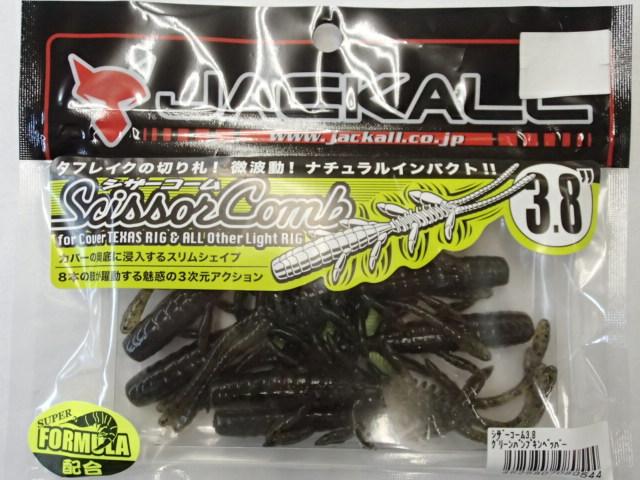 JACKALL
www.jackall.co.jp
タフレイクの切り札! 微波動! ナチュラルインパクト!!
シザーコーム
ScissorComb
3.8"
for Cover TEXAS RIG & ALL Other Light RIG
カバーの奥底に浸入するスリムシェイプ
8本の肢が躍動する魅惑の3次元アクション
SUPER
FORMULA
配合
シザーコーム3.8
グリーンパンプキンペッパー